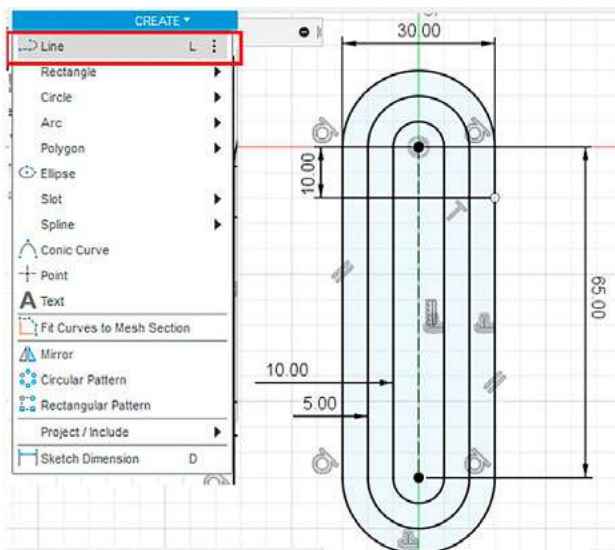 CREATE
Line L
Rectangle
Circle
Arc
Polygon
Ellipse
Slot
Spline
Conic Curve
Point
A Text
Fit Curves to Mesh Section
Mirror
Circular Pattern
Rectangular Pattern
Project / Include
Sketch Dimension D
30.00
10.00
65.00
10.00
5.00